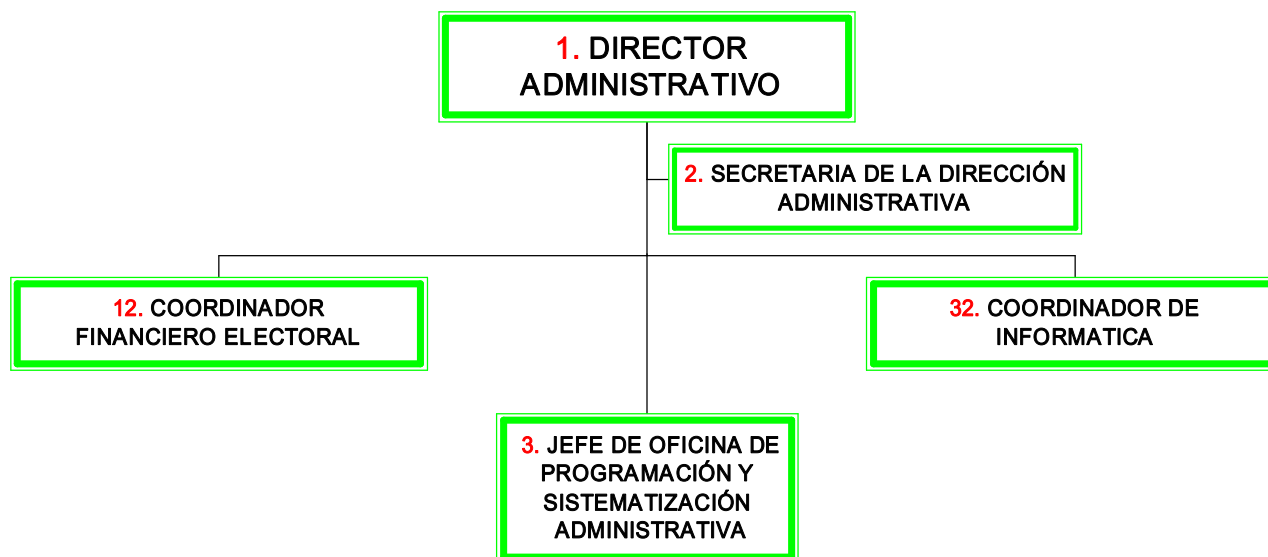 1. DIRECTOR
ADMINISTRATIVO
2. SECRETARIA DE LA DIRECCIÓN
ADMINISTRATIVA
12. COORDINADOR
FINANCIERO ELECTORAL
32. COORDINADOR DE
INFORMATICA
3. JEFE DE OFICINA DE
PROGRAMACIÓN Y
SISTEMATIZACIÓN
ADMINISTRATIVA